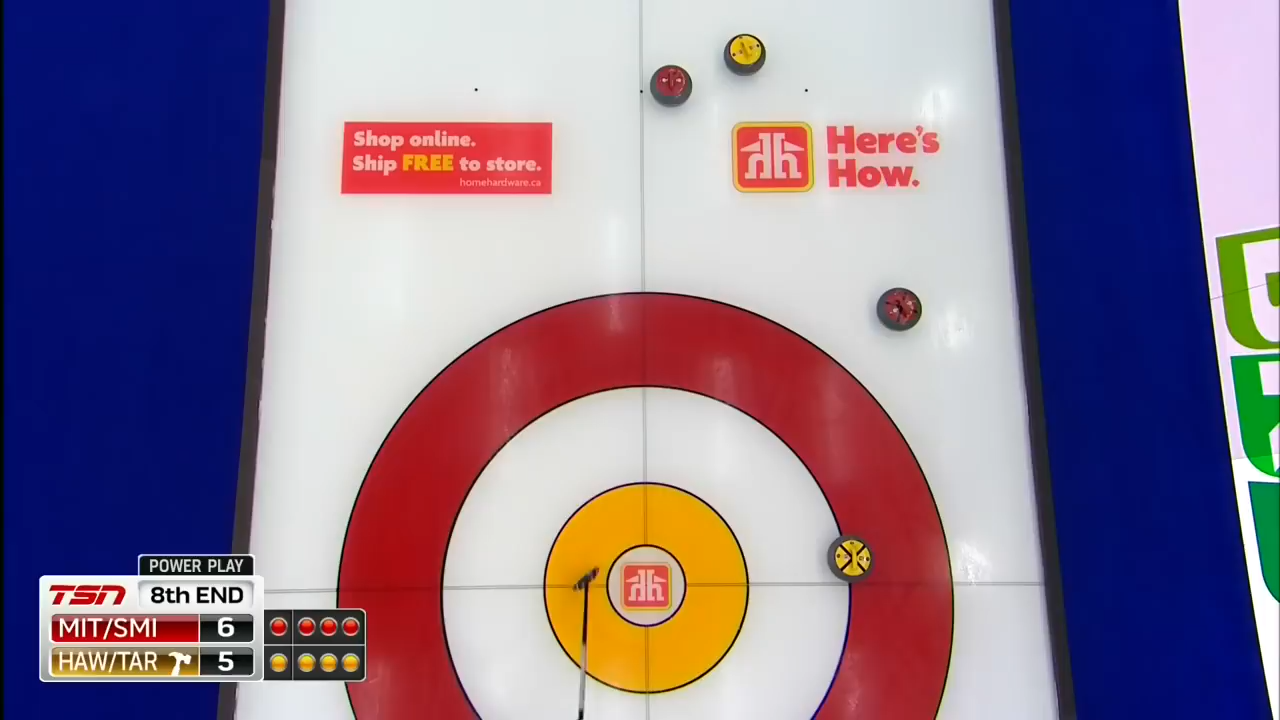 Shop online.
Ship FREE to store.
homehardware.ca
Here's
How.
POWER PLAY
TSN 8th END
MIT/SMI 6
HAW/TAR 5